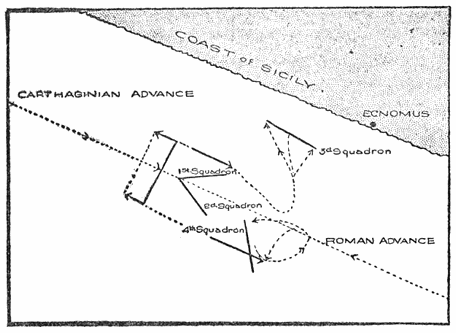 COAST of SICILY.
CARTHAGINIAN ADVANCE
ECNOMUS
3d Squadron
1st Squadron
2d Squadron
4th Squadron
ROMAN ADVANCE